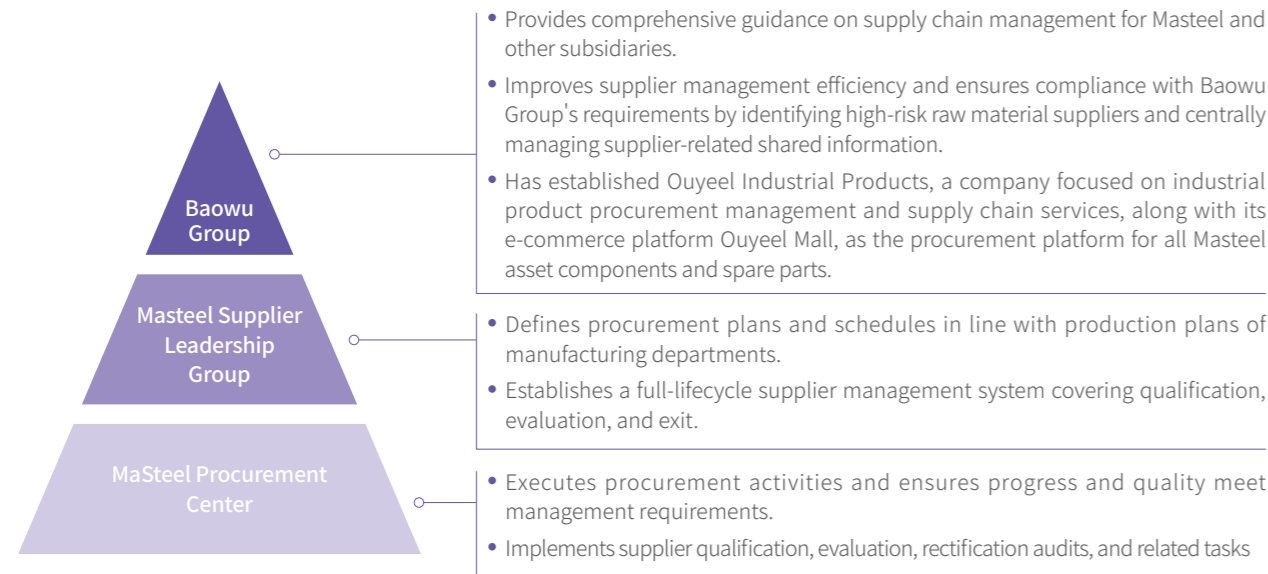 Baowu
Group
• Provides comprehensive guidance on supply chain management for Masteel and
other subsidiaries.
• Improves supplier management efficiency and ensures compliance with Baowu
Group's requirements by identifying high-risk raw material suppliers and centrally
managing supplier-related shared information.
• Has established Ouyeel Industrial Products, a company focused on industrial
product procurement management and supply chain services, along with its
e-commerce platform Ouyeel Mall, as the procurement platform for all Masteel
asset components and spare parts.
Masteel Supplier
Leadership
Group
• Defines procurement plans and schedules in line with production plans of
manufacturing departments.
• Establishes a full-lifecycle supplier management system covering qualification,
evaluation, and exit.
MaSteel Procurement
Center
• Executes procurement activities and ensures progress and quality meet
management requirements.
• Implements supplier qualification, evaluation, rectification audits, and related tasks